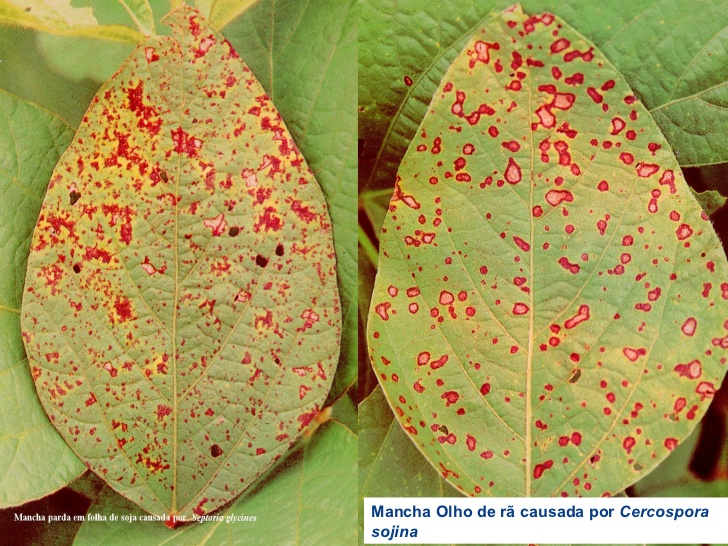 Mancha parda em folha de soja causada por Septoria glycines
Mancha Olho de rã causada por Cercospora
sojina